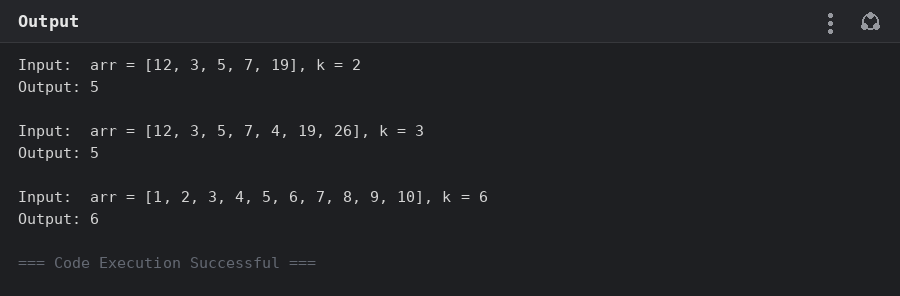 Output
Input:  arr = [12, 3, 5, 7, 19], k = 2
Output: 5
Input:  arr = [12, 3, 5, 7, 4, 19, 26], k = 3
Output: 5
Input:  arr = [1, 2, 3, 4, 5, 6, 7, 8, 9, 10], k = 6
Output: 6
=== Code Execution Successful ===